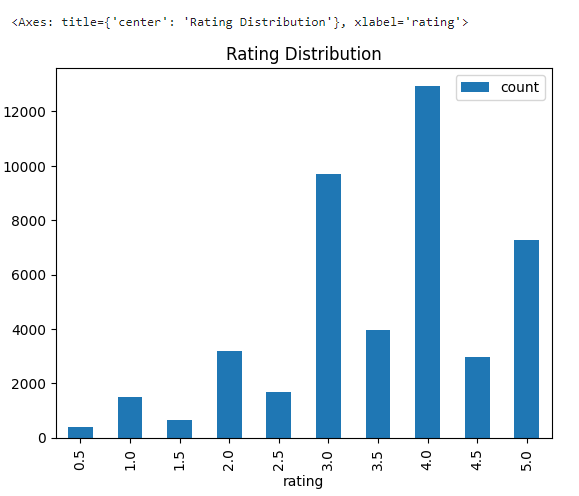 <Axes: title={'center': 'Rating Distribution'}, xlabel='rating'>
Rating Distribution
count
12000
10000
8000
6000
4000
2000
0
0.5 1.0 1.5 2.0 2.5 3.0 3.5 4.0 4.5 5.0
rating